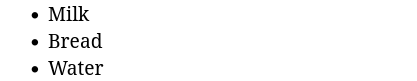 • Milk
• Bread
• Water